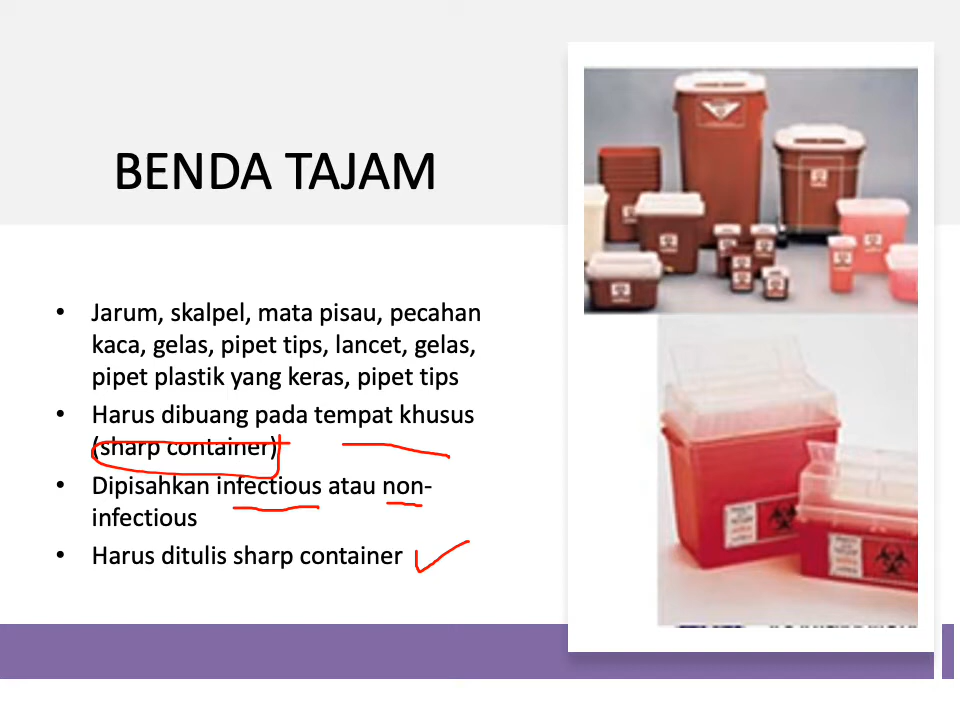 BENDA TAJAM
• Jarum, skalpel, mata pisau, pecahan
kaca, gelas, pipet tips, lancet, gelas,
pipet plastik yang keras, pipet tips
• Harus dibuang pada tempat khusus
(sharp container)
• Dipisahkan infectious atau non-
infectious
• Harus ditulis sharp container